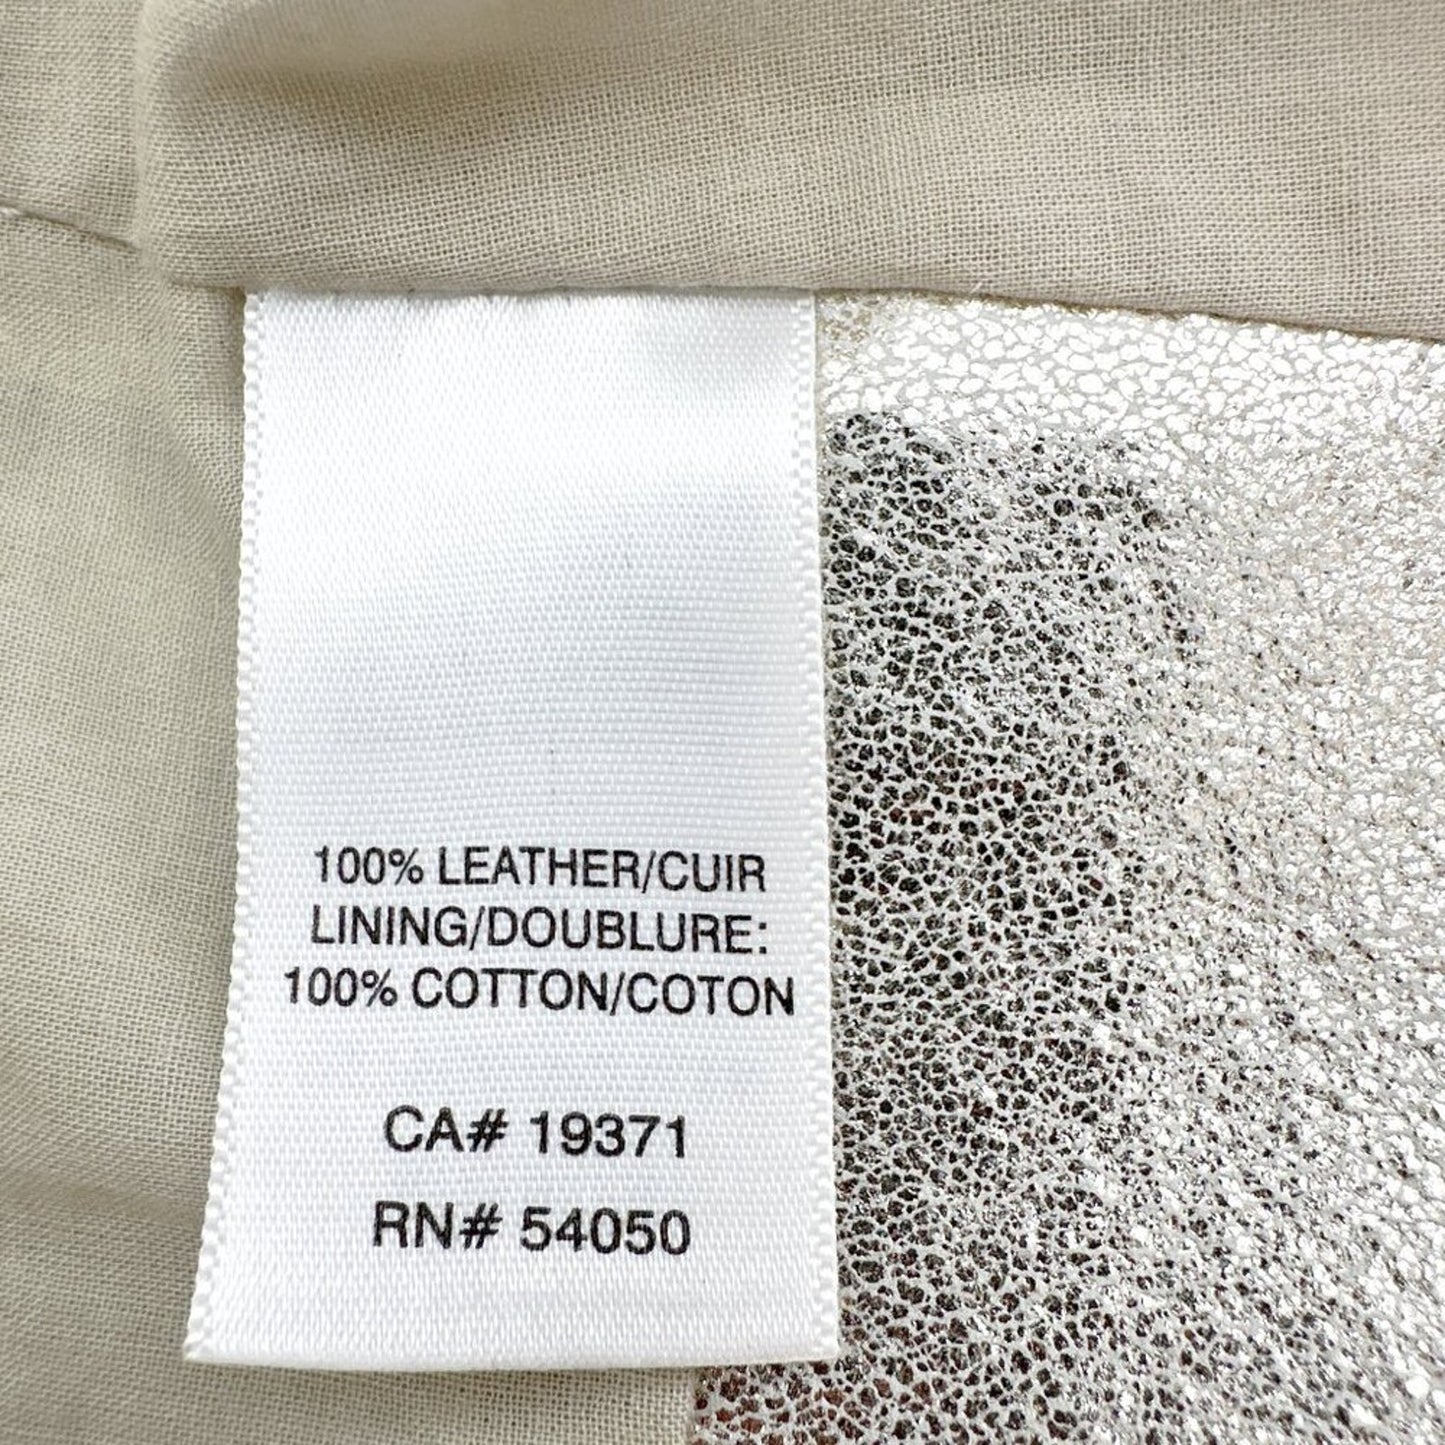 100% LEATHER/CUIR
LINING/DOUBLURE:
100% COTTON/COTON
CA# 19371
RN# 54050